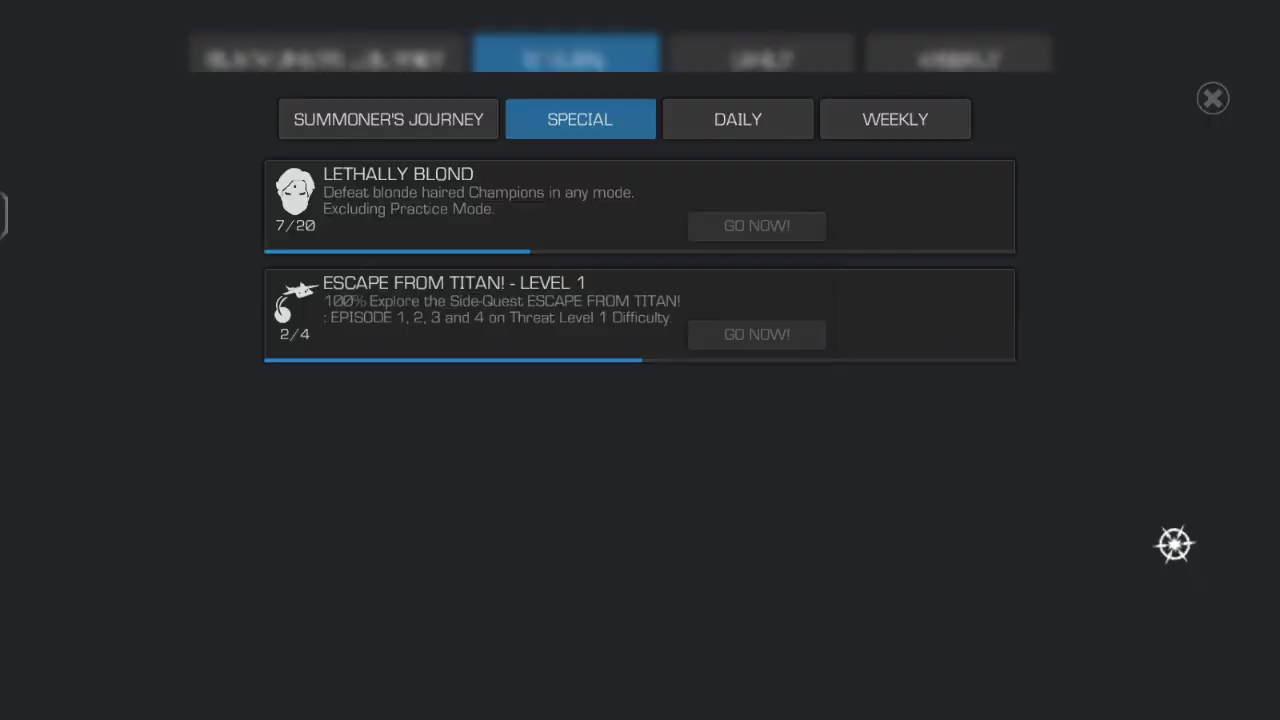 SUMMONER'S JOURNEY SPECIAL DAILY WEEKLY
LETHALLY BLOND
Defeat blonde haired Champions in any mode.
Excluding Practice Mode.
7/20
GO NOW!
ESCAPE FROM TITAN! - LEVEL 1
100% Explore the Side-Quest ESCAPE FROM TITAN!
: EPISODE 1, 2, 3 and 4 on Threat Level 1 Difficulty.
2/4
GO NOW!